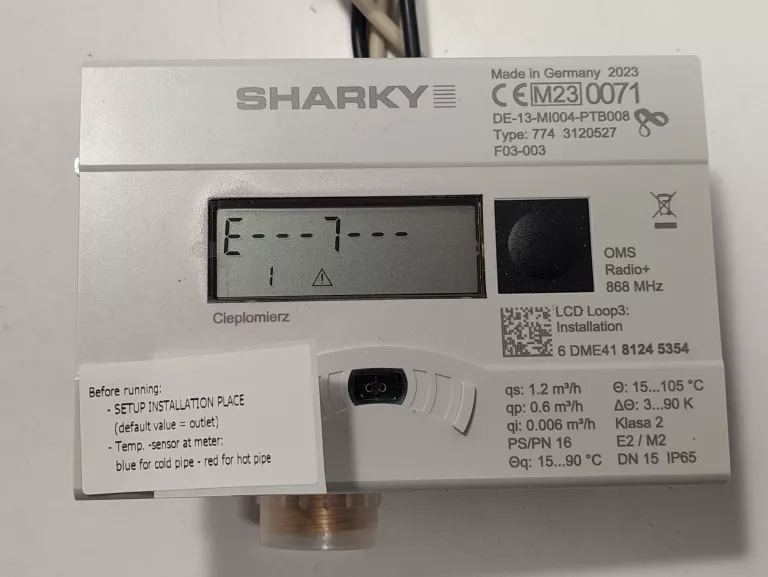 SHARKY
Made in Germany 2023
CE M23 0071
DE-13-MI004-PTB008
Type: 774 3120527
F03-003
E---7---
1
OMS
Radio+
868 MHz
Cieplomierz
LCD Loop3:
Installation
6 DME41 8124 5354
Before running:
- SETUP INSTALLATION PLACE
(default value = outlet)
- Temp. -sensor at meter:
blue for cold pipe - red for hot pipe
qs: 1.2 m³/h
qp: 0.6 m³/h
qi: 0.006 m³/h
PS/PN 16
Θq: 15...90 °C
Θ: 15...105 °C
ΔΘ: 3...90 K
Klasa 2
E2 / M2
DN 15 IP65